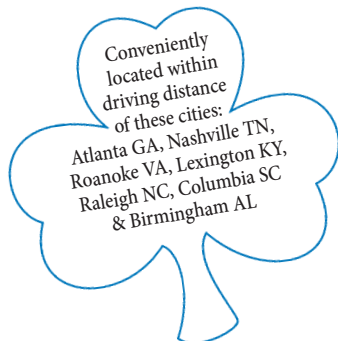 Conveniently
located within
driving distance
of these cities:
Atlanta GA, Nashville TN,
Roanoke VA, Lexington KY,
Raleigh NC, Columbia SC
& Birmingham AL